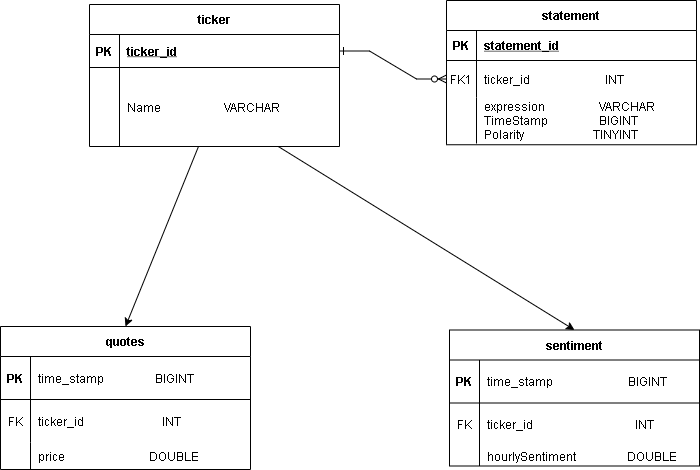 ticker
PK ticker_id
Name VARCHAR
statement
PK statement_id
FK1 ticker_id INT
expression VARCHAR
TimeStamp BIGINT
Polarity TINYINT
quotes
PK time_stamp BIGINT
FK ticker_id INT
price DOUBLE
sentiment
PK time_stamp BIGINT
FK ticker_id INT
hourlySentiment DOUBLE